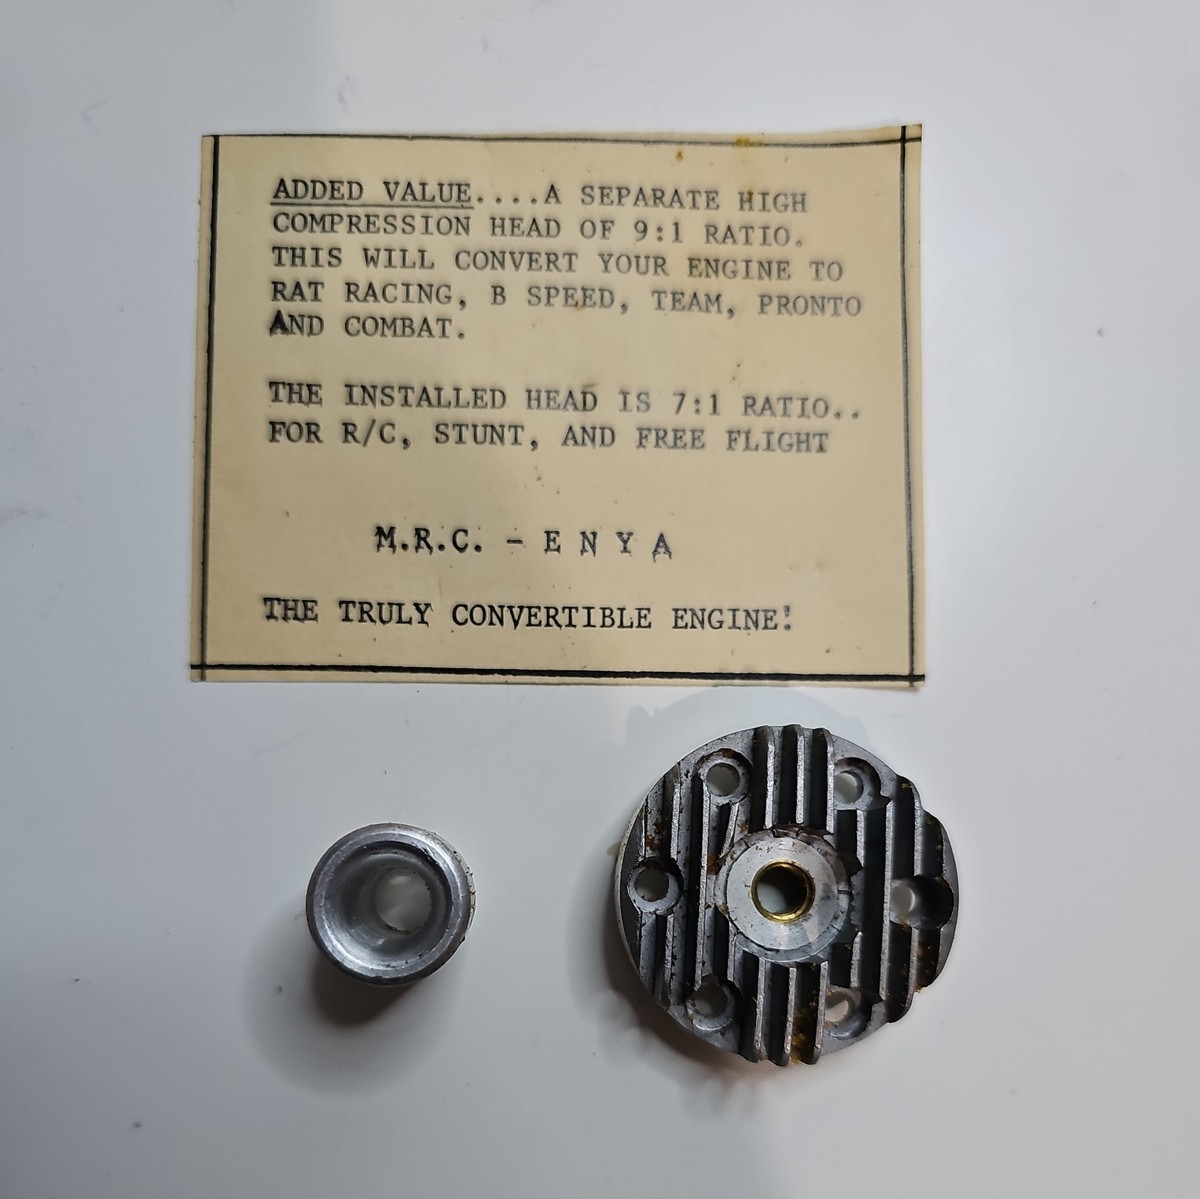 ADDED VALUE....A SEPARATE HIGH
COMPRESSION HEAD OF 9:1 RATIO.
THIS WILL CONVERT YOUR ENGINE TO
RAT RACING, B SPEED, TEAM, PRONTO
AND COMBAT.
THE INSTALLED HEAD IS 7:1 RATIO..
FOR R/C, STUNT, AND FREE FLIGHT
M.R.C. - E N Y A
THE TRULY CONVERTIBLE ENGINE!